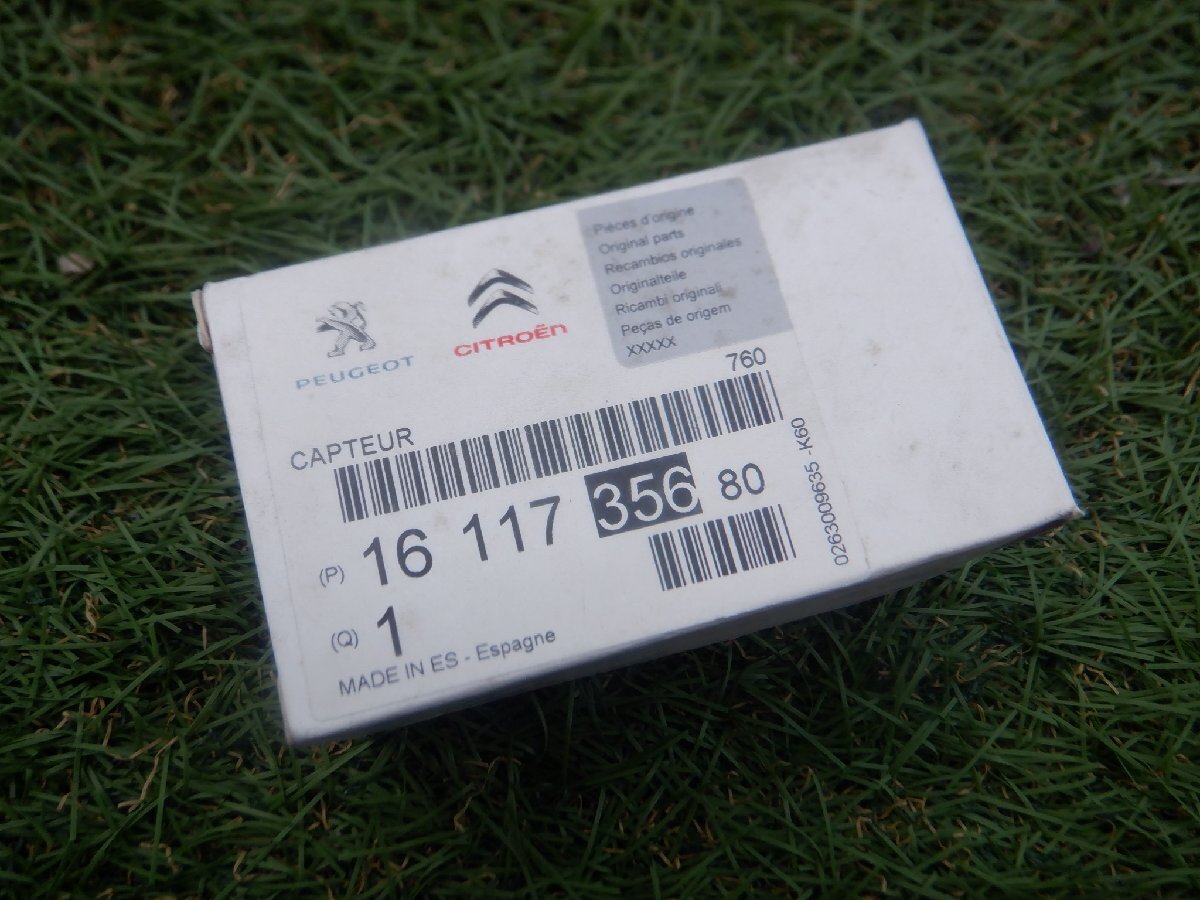 PEUGEOT
CITROËN
Pièces d'origine
Original parts
Recambios originales
Originalteile
Ricambi originali
Peças de origem
xxxxx
760
CAPTEUR
(P) 16 117 356 80
(Q) 1
MADE IN ES - Espagne
0263009635 - K60